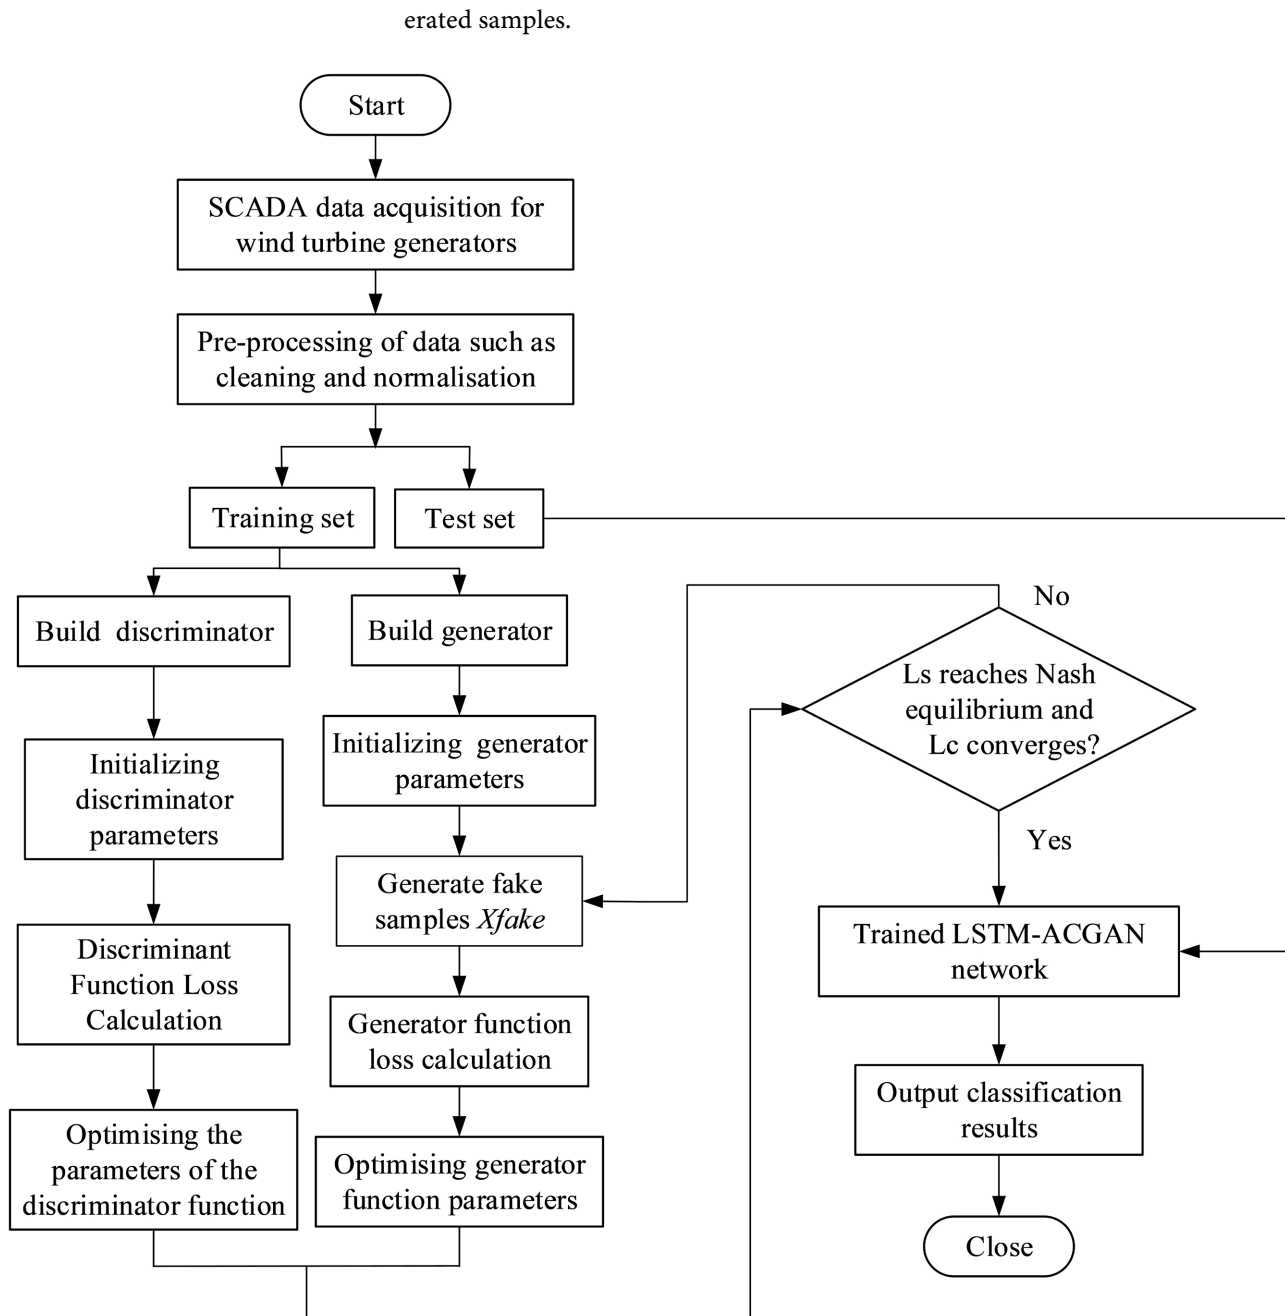 erated samples.
Start
SCADA data acquisition for
wind turbine generators
Pre-processing of data such as
cleaning and normalisation
Training set
Test set
Build discriminator
Build generator
Initializing
discriminator
parameters
Initializing generator
parameters
Discriminant
Function Loss
Calculation
Generate fake
samples Xfake
Generator function
loss calculation
Optimising the
parameters of the
discriminator function
Optimising generator
function parameters
No
Ls reaches Nash
equilibrium and
Lc converges?
Yes
Trained LSTM-ACGAN
network
Output classification
results
Close